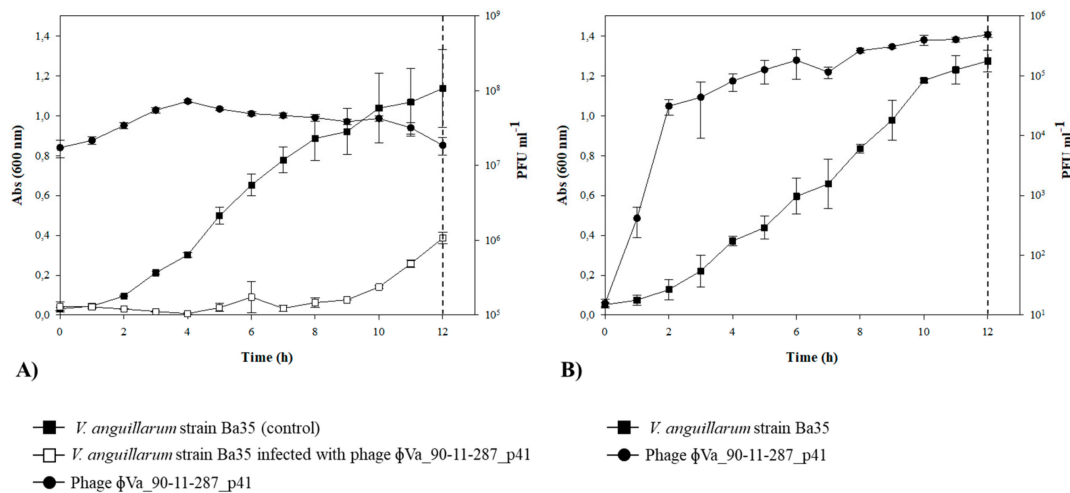 1,4
1,2
1,0
0,8
0,6
0,4
0,2
0,0
Abs (600 nm)
10⁹
10⁸
10⁷
10⁶
10⁵
PFU ml⁻¹
0 2 4 6 8 10 12
Time (h)
A)
1,4
1,2
1,0
0,8
0,6
0,4
0,2
0,0
Abs (600 nm)
10⁶
10⁵
10⁴
10³
10²
10¹
PFU ml⁻¹
0 2 4 6 8 10 12
Time (h)
B)
V. anguillarum strain Ba35 (control)
V. anguillarum strain Ba35 infected with phage ϕVa_90-11-287_p41
Phage ϕVa_90-11-287_p41
V. anguillarum strain Ba35
Phage ϕVa_90-11-287_p41